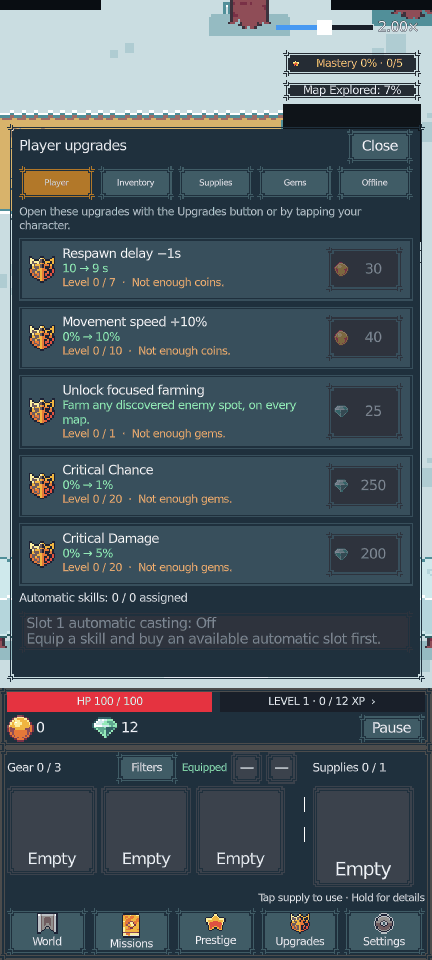 2.00×
Mastery 0% · 0/5
Map Explored: 7%
Player upgrades
Close
Player
Inventory
Supplies
Gems
Offline
Open these upgrades with the Upgrades button or by tapping your
character.
Respawn delay −1s
10 → 9 s
Level 0 / 7 · Not enough coins.
30
Movement speed +10%
0% → 10%
Level 0 / 10 · Not enough coins.
40
Unlock focused farming
Farm any discovered enemy spot, on every
map.
Level 0 / 1 · Not enough gems.
25
Critical Chance
0% → 1%
Level 0 / 20 · Not enough gems.
250
Critical Damage
0% → 5%
Level 0 / 20 · Not enough gems.
200
Automatic skills: 0 / 0 assigned
Slot 1 automatic casting: Off
Equip a skill and buy an available automatic slot first.
HP 100 / 100
LEVEL 1 · 0 / 12 XP ›
0
12
Pause
Gear 0 / 3
Filters
Equipped
—
—
Supplies 0 / 1
Empty
Empty
Empty
Empty
Tap supply to use · Hold for details
World
Missions
Prestige
Upgrades
Settings